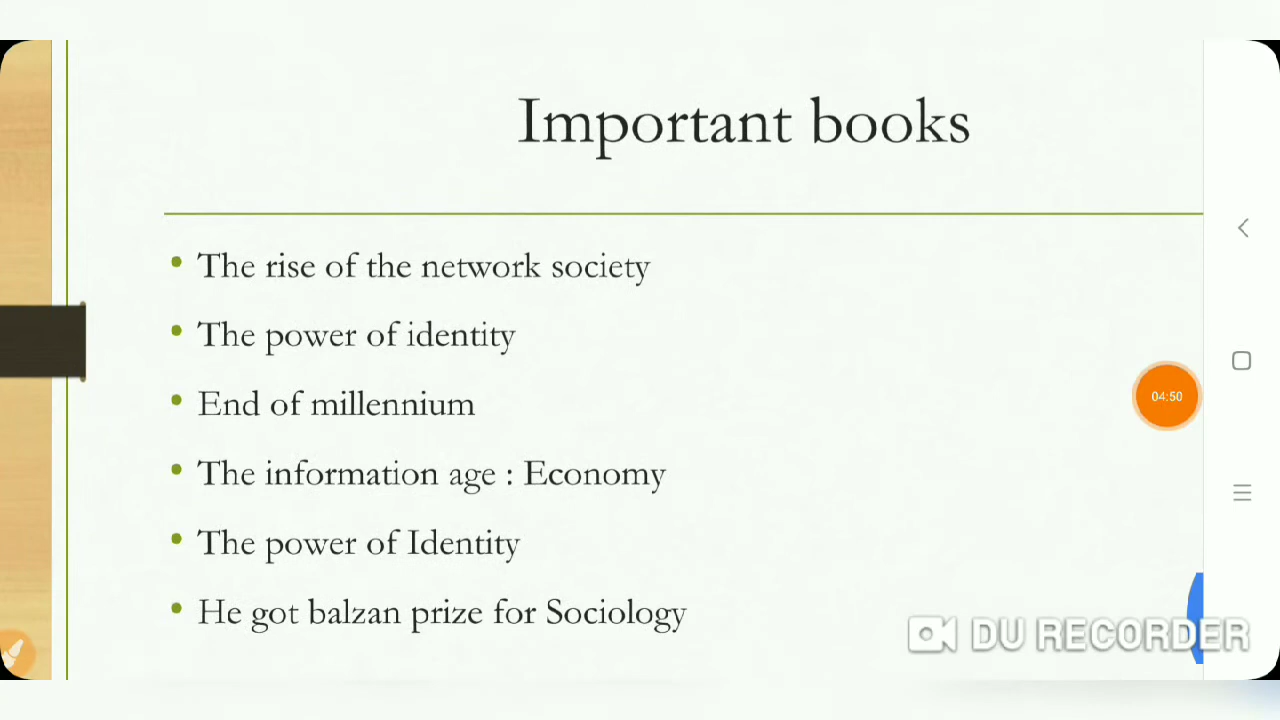 Important books
• The rise of the network society
• The power of identity
• End of millennium
• The information age : Economy
• The power of Identity
• He got balzan prize for Sociology
04:50
DU RECORDER